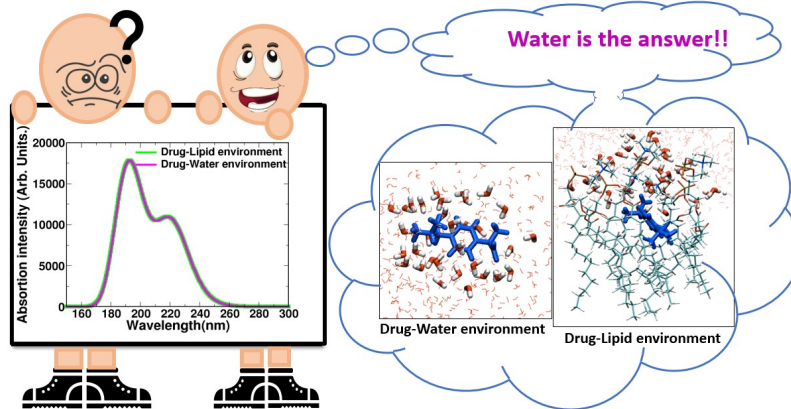 ?
Water is the answer!!
Absortion intensity (Arb. Units.)
20000
15000
10000
5000
0
Drug-Lipid environment
Drug-Water environment
160 180 200 220 240 260 280 300
Wavelength(nm)
Drug-Water environment
Drug-Lipid environment